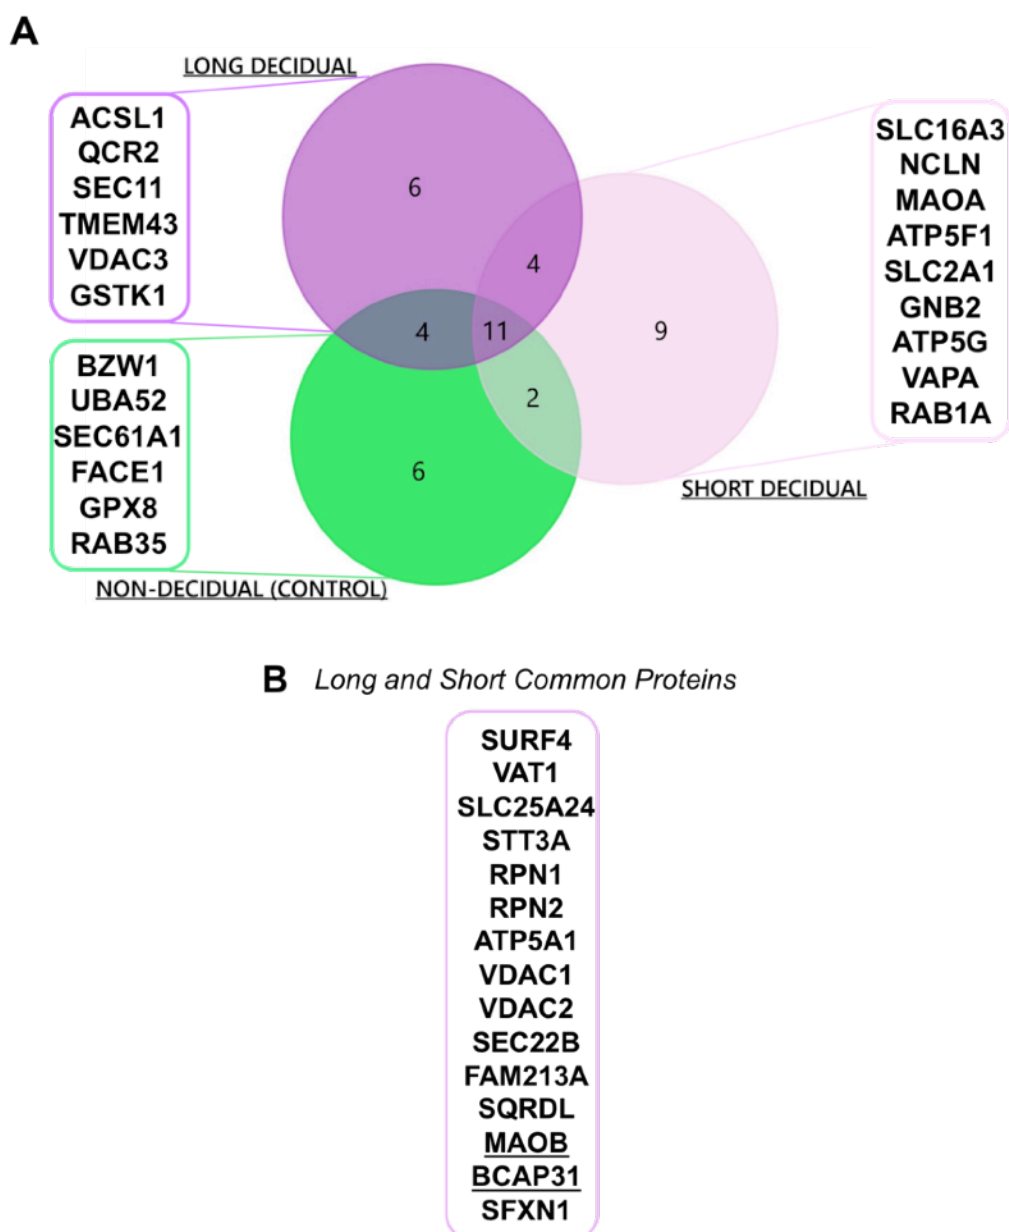 A
LONG DECIDUAL
ACSL1
QCR2
SEC11
TMEM43
VDAC3
GSTK1
BZW1
UBA52
SEC61A1
FACE1
GPX8
RAB35
NON-DECIDUAL (CONTROL)
6
4
4
11
9
2
6
SLC16A3
NCLN
MAOA
ATP5F1
SLC2A1
GNB2
ATP5G
VAPA
RAB1A
SHORT DECIDUAL
B Long and Short Common Proteins
SURF4
VAT1
SLC25A24
STT3A
RPN1
RPN2
ATP5A1
VDAC1
VDAC2
SEC22B
FAM213A
SQRDL
MAOB
BCAP31
SFXN1